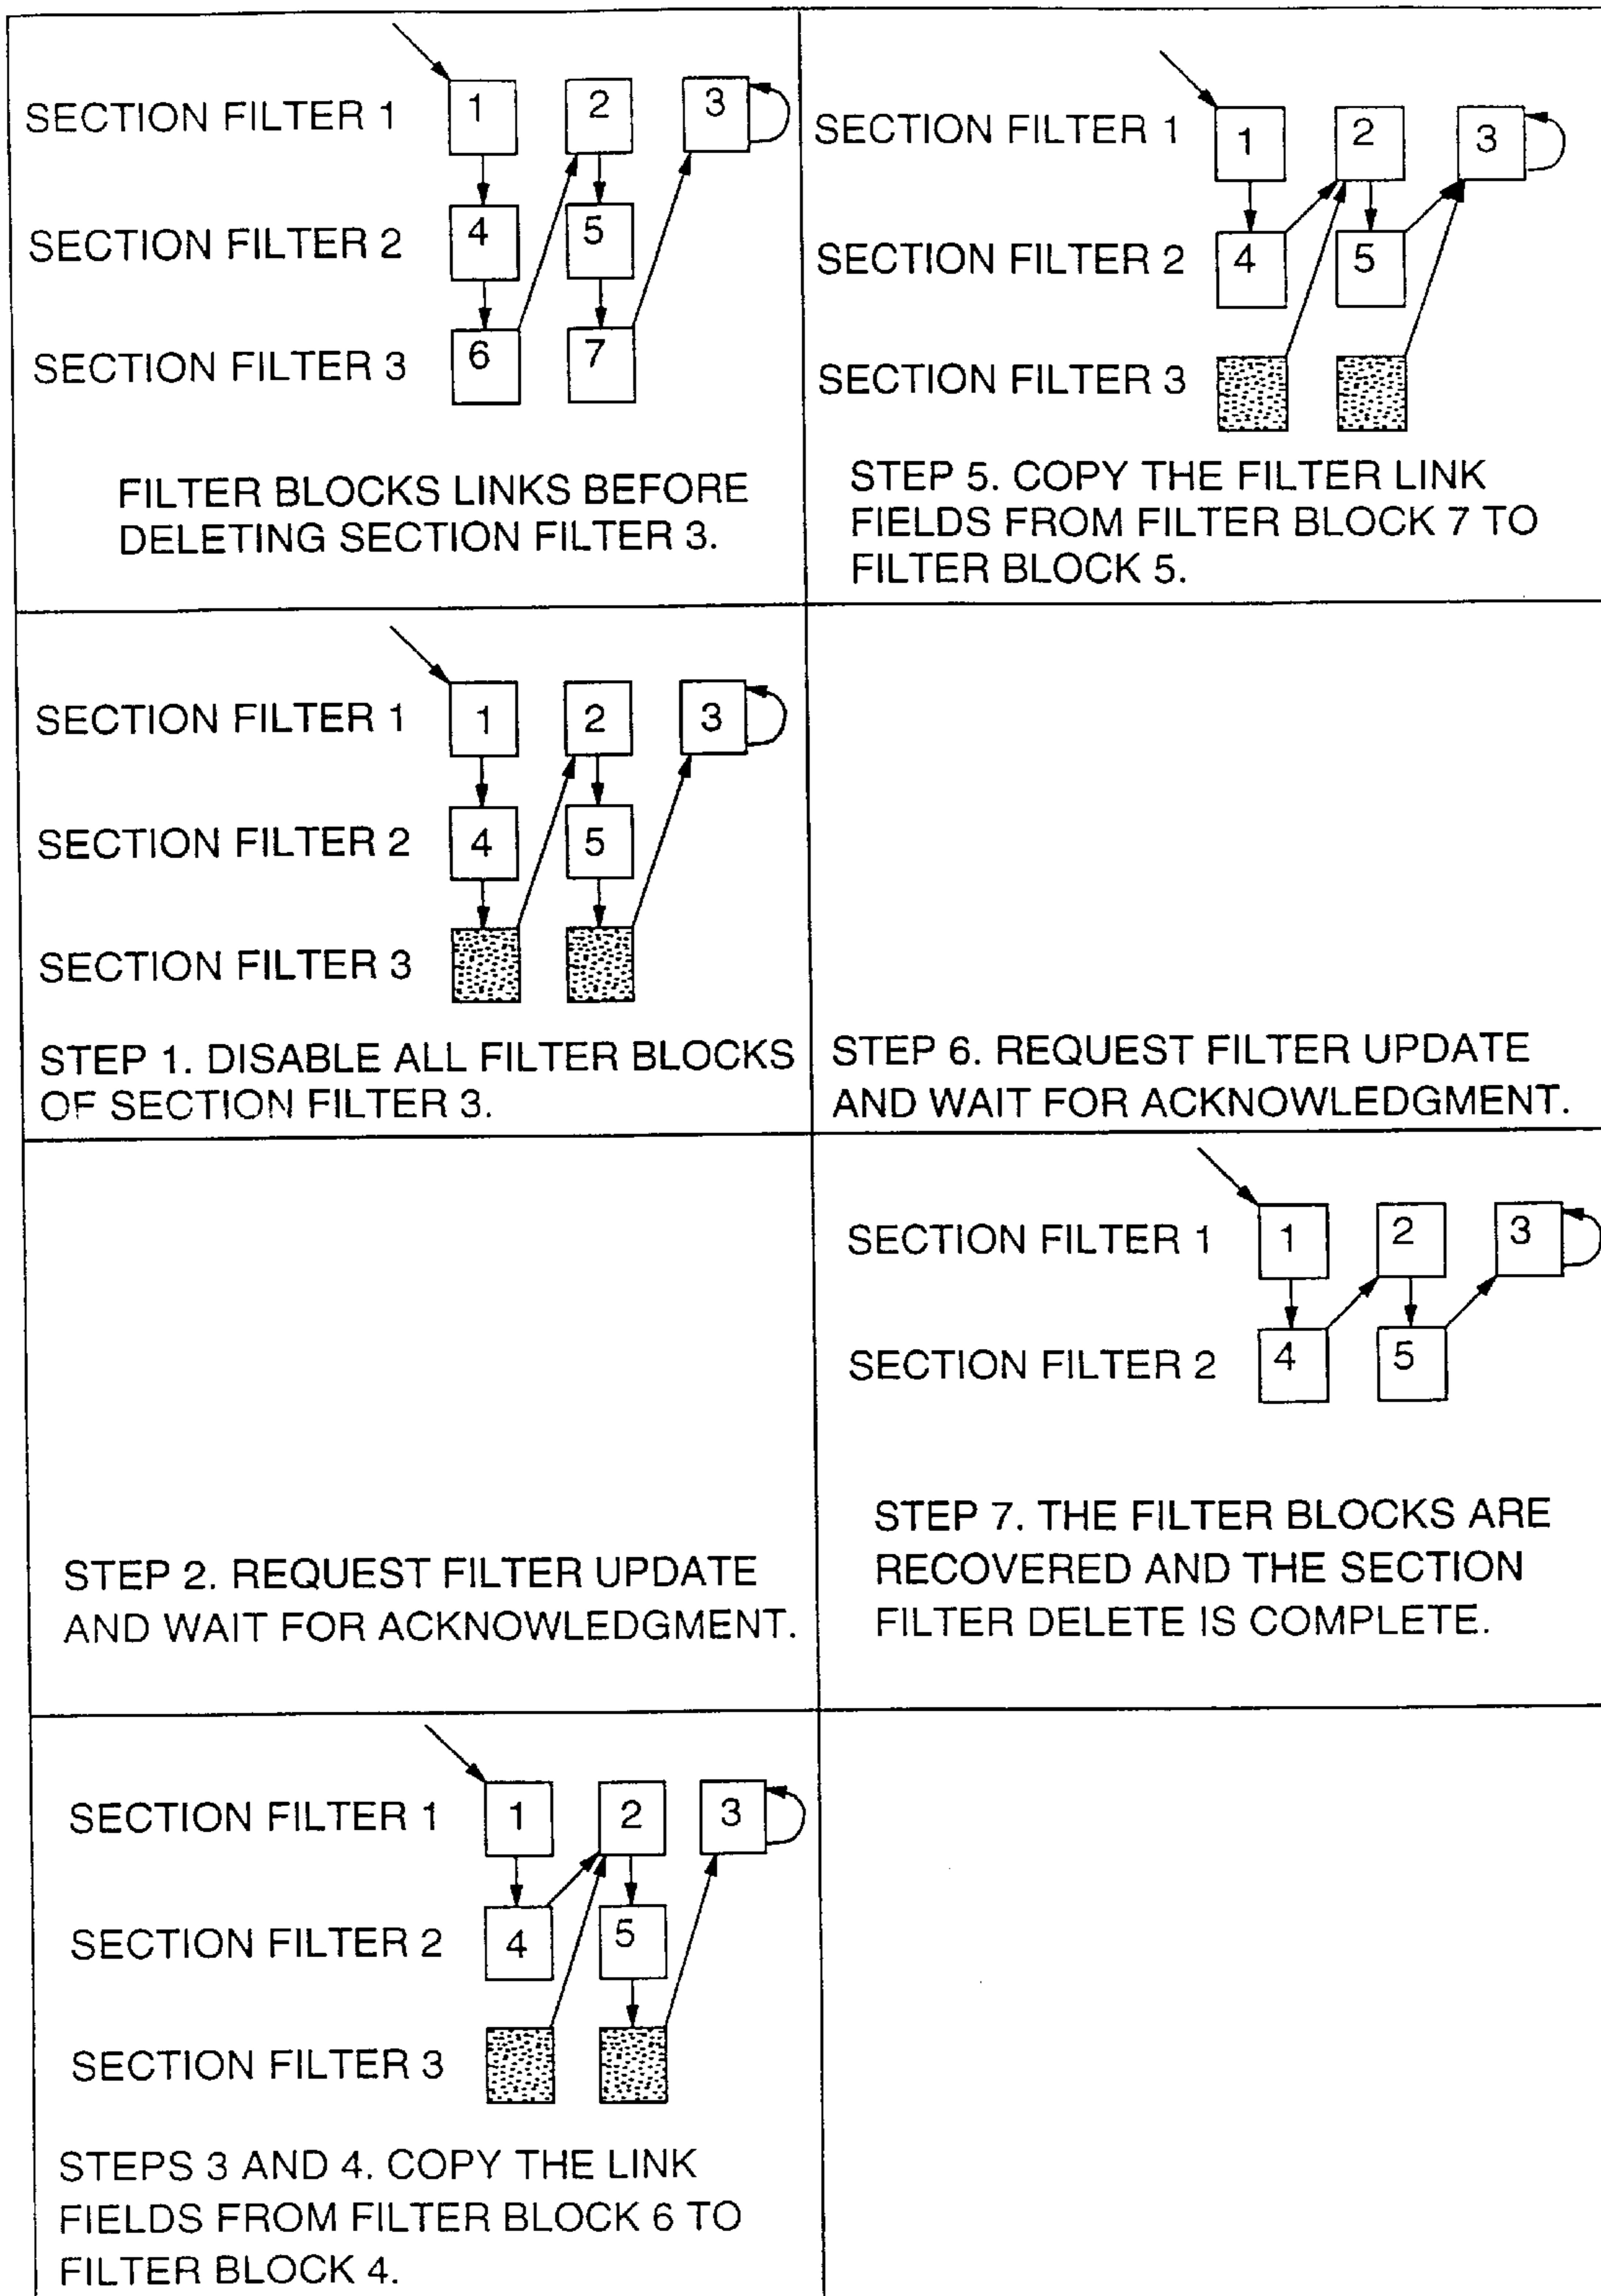 SECTION FILTER 1 1 2 3
SECTION FILTER 2 4 5
SECTION FILTER 3 6 7
FILTER BLOCKS LINKS BEFORE
DELETING SECTION FILTER 3.
SECTION FILTER 1 1 2 3
SECTION FILTER 2 4 5
SECTION FILTER 3
STEP 1. DISABLE ALL FILTER BLOCKS
OF SECTION FILTER 3.
STEP 2. REQUEST FILTER UPDATE
AND WAIT FOR ACKNOWLEDGMENT.
SECTION FILTER 1 1 2 3
SECTION FILTER 2 4 5
SECTION FILTER 3
STEPS 3 AND 4. COPY THE LINK
FIELDS FROM FILTER BLOCK 6 TO
FILTER BLOCK 4.
SECTION FILTER 1 1 2 3
SECTION FILTER 2 4 5
SECTION FILTER 3
STEP 5. COPY THE FILTER LINK
FIELDS FROM FILTER BLOCK 7 TO
FILTER BLOCK 5.
STEP 6. REQUEST FILTER UPDATE
AND WAIT FOR ACKNOWLEDGMENT.
SECTION FILTER 1 1 2 3
SECTION FILTER 2 4 5
STEP 7. THE FILTER BLOCKS ARE
RECOVERED AND THE SECTION
FILTER DELETE IS COMPLETE.